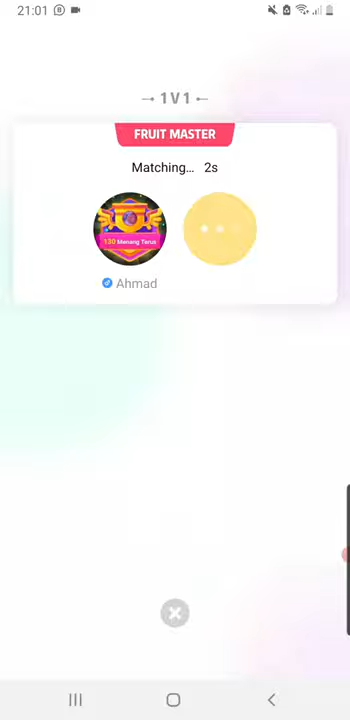 21:01
1V1
FRUIT MASTER
Matching... 2s
130 Menang Terus
Ahmad